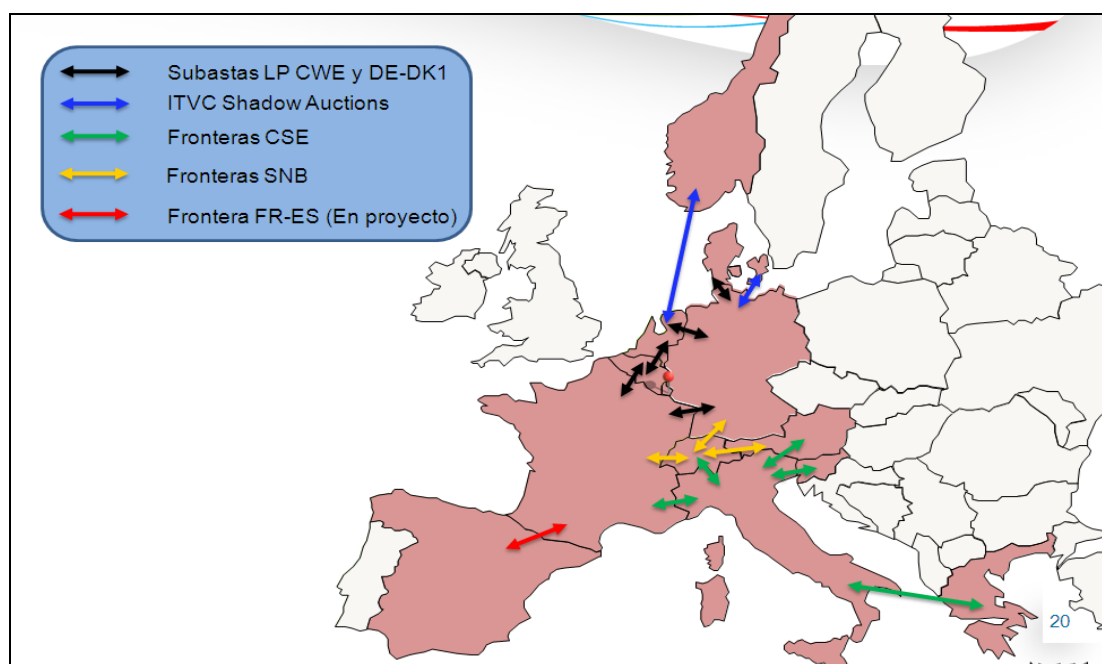 Subastas LP CWE y DE-DK1
ITVC Shadow Auctions
Fronteras CSE
Fronteras SNB
Frontera FR-ES (En proyecto)
20